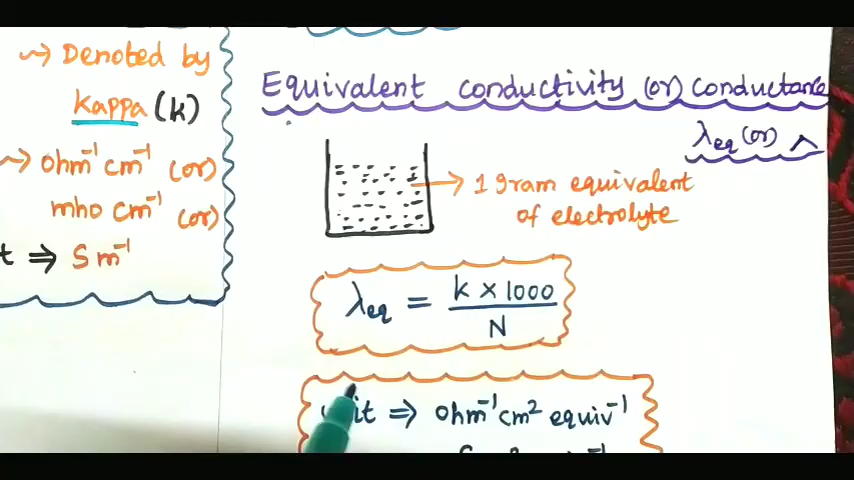 ~> Denoted by
kappa (k)
~> ohm⁻¹ cm⁻¹ (or)
mho cm⁻¹ (or)
t ⇒ S m⁻¹
Equivalent conductivity (or) Conductance
λeq (or) Λ
→ 1 gram equivalent
of electrolyte
λeq = k × 1000 / N
⇒ ohm⁻¹ cm² equiv⁻¹